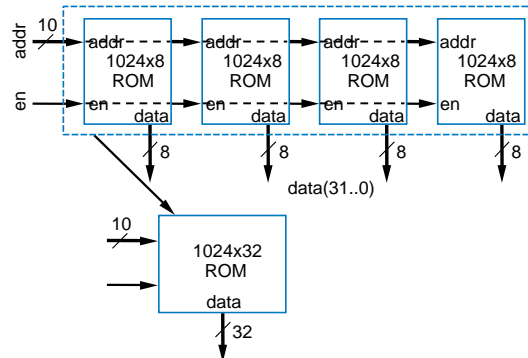 addr
10
addr
1024x8
ROM
en
data
8
addr
1024x8
ROM
en
data
8
addr
1024x8
ROM
en
data
8
addr
1024x8
ROM
en
data
8
en
data(31..0)
10
1024x32
ROM
data
32